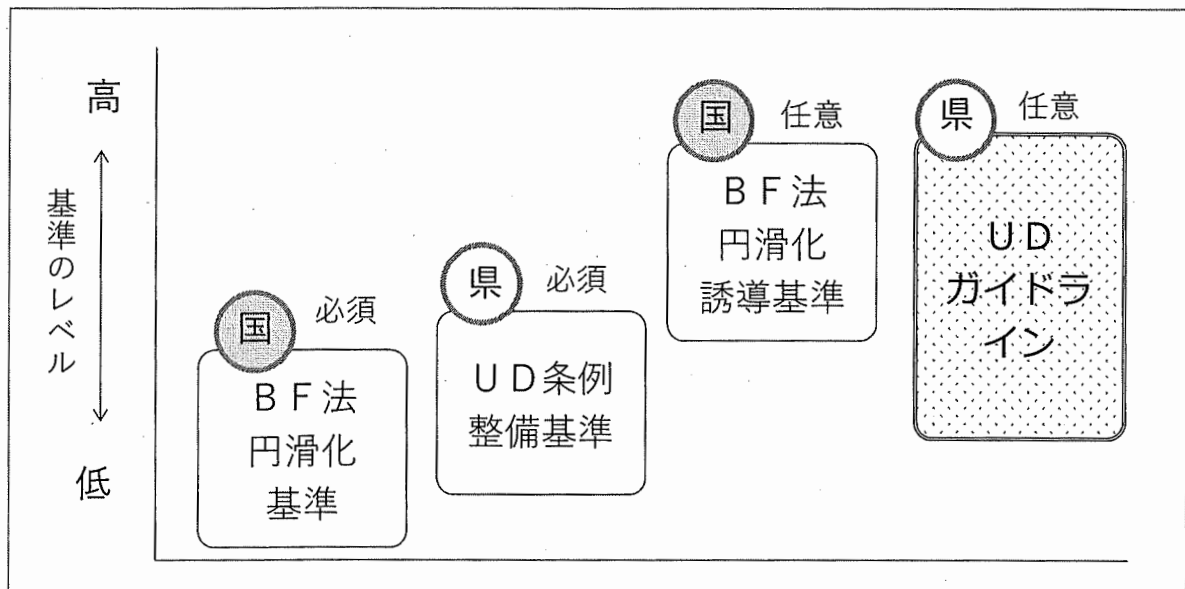 高
基準のレベル
低
国 必須
ＢＦ法
円滑化
基準
県 必須
ＵＤ条例
整備基準
国 任意
ＢＦ法
円滑化
誘導基準
県 任意
ＵＤ
ガイドラ
イン